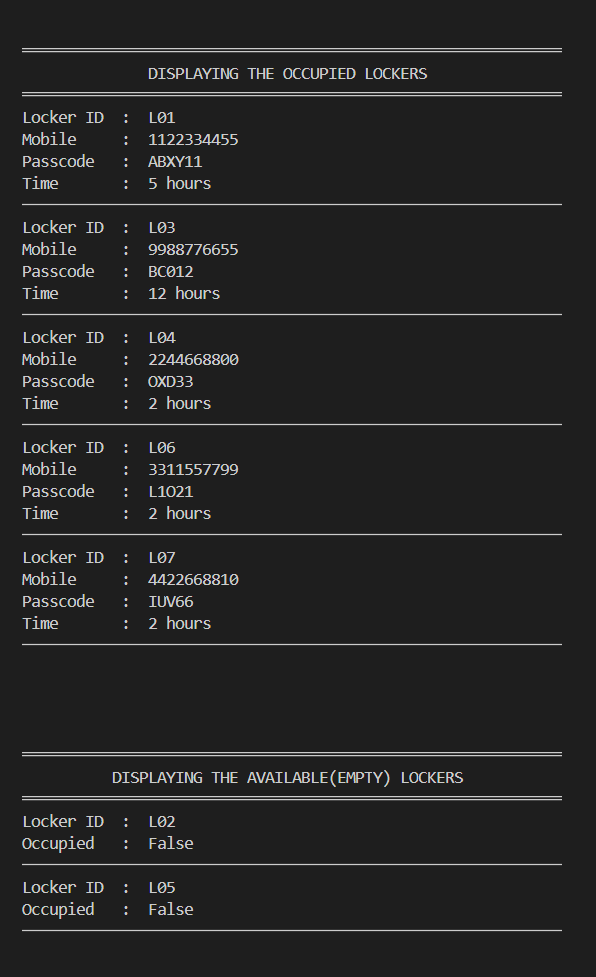 DISPLAYING THE OCCUPIED LOCKERS
Locker ID : L01
Mobile : 1122334455
Passcode : ABXY11
Time : 5 hours
Locker ID : L03
Mobile : 9988776655
Passcode : BC012
Time : 12 hours
Locker ID : L04
Mobile : 2244668800
Passcode : OXD33
Time : 2 hours
Locker ID : L06
Mobile : 3311557799
Passcode : L1O21
Time : 2 hours
Locker ID : L07
Mobile : 4422668810
Passcode : IUV66
Time : 2 hours
DISPLAYING THE AVAILABLE(EMPTY) LOCKERS
Locker ID : L02
Occupied : False
Locker ID : L05
Occupied : False